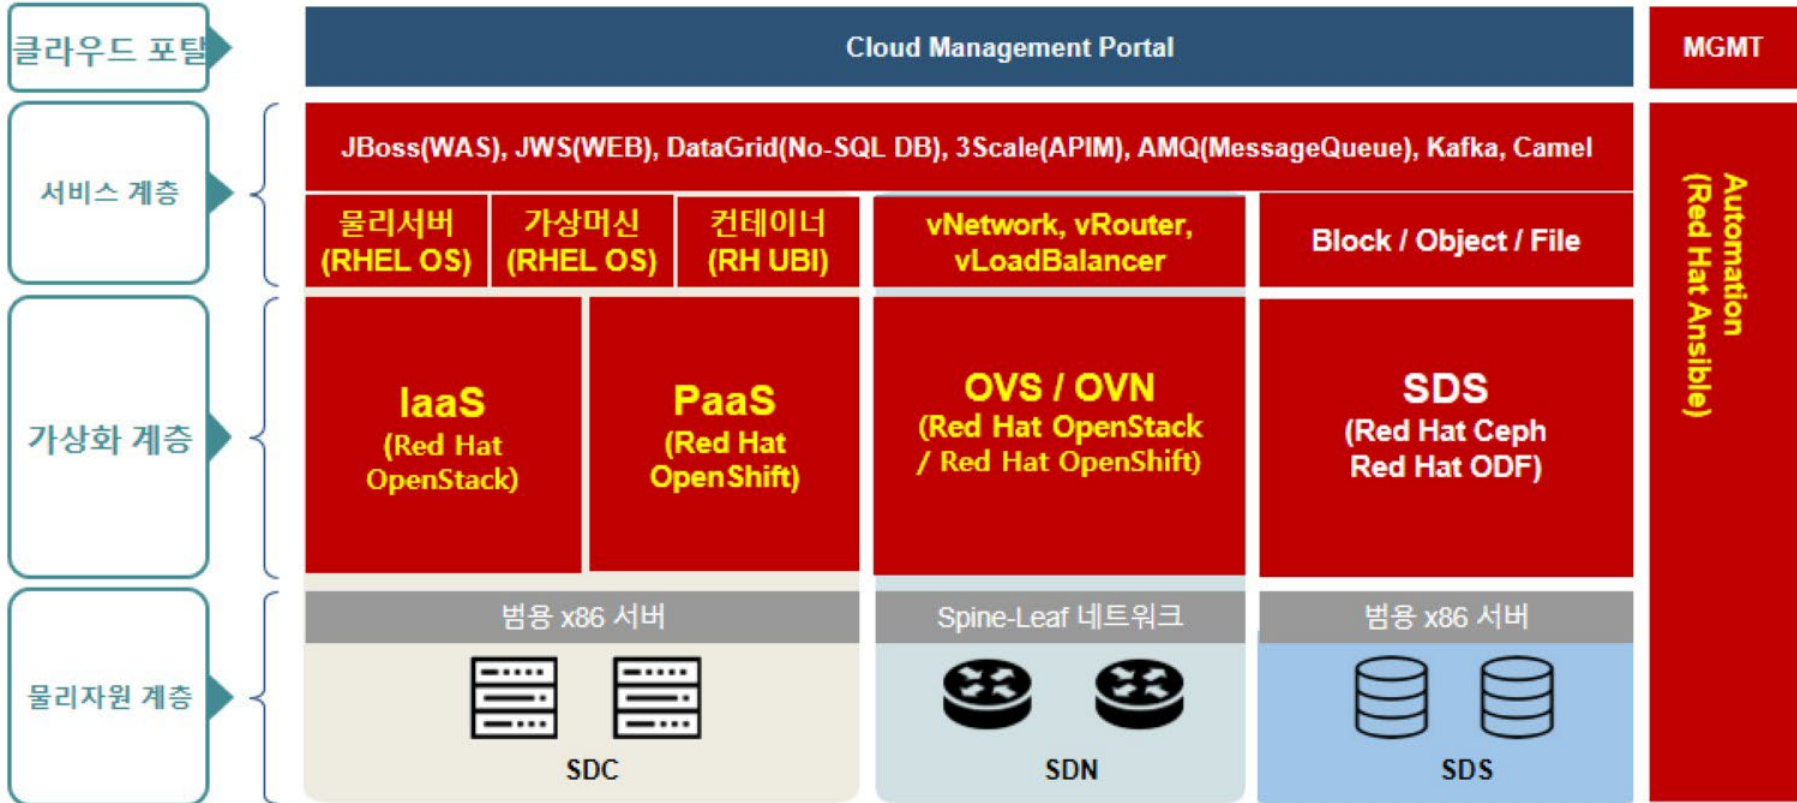 클라우드 포탈
Cloud Management Portal
MGMT
서비스 계층
JBoss(WAS), JWS(WEB), DataGrid(No-SQL DB), 3Scale(APIM), AMQ(MessageQueue), Kafka, Camel
물리서버
(RHEL OS)
가상머신
(RHEL OS)
컨테이너
(RH UBI)
vNetwork, vRouter,
vLoadBalancer
Block / Object / File
Automation
(Red Hat Ansible)
가상화 계층
IaaS
(Red Hat
OpenStack)
PaaS
(Red Hat
OpenShift)
OVS / OVN
(Red Hat OpenStack
/ Red Hat OpenShift)
SDS
(Red Hat Ceph
Red Hat ODF)
물리자원 계층
범용 x86 서버
Spine-Leaf 네트워크
범용 x86 서버
SDC
SDN
SDS